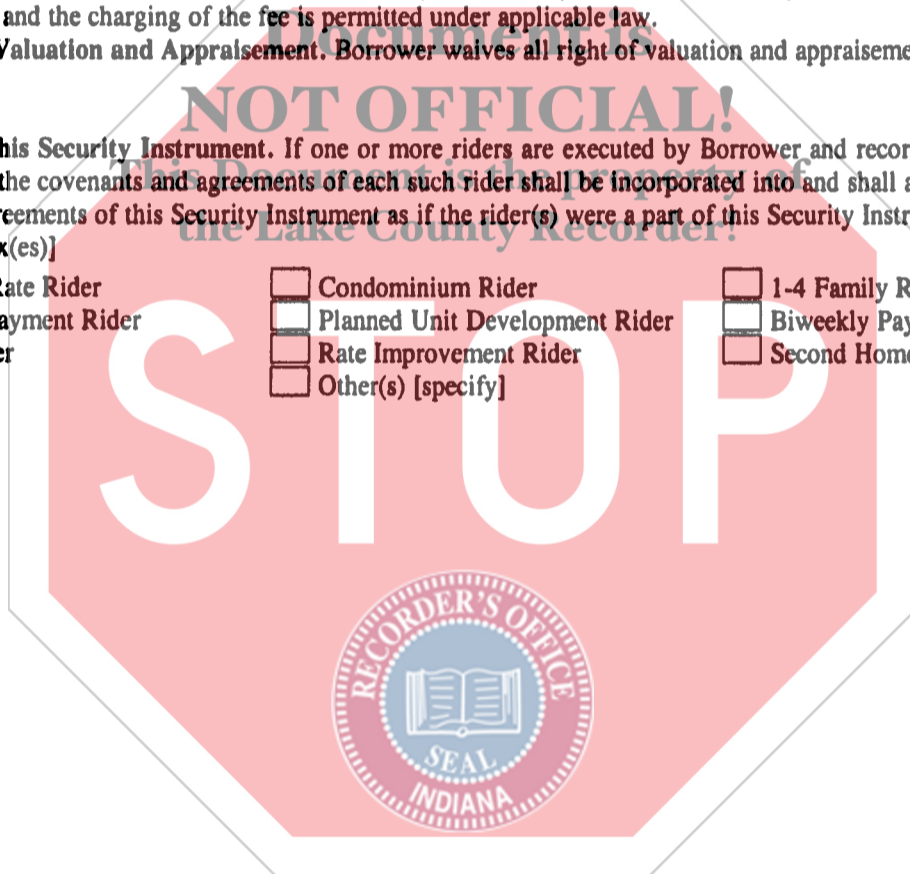 and the charging of the fee is permitted under applicable law.
Valuation and Appraisement. Borrower waives all right of valuation and appraiseme
Document is
NOT OFFICIAL!
This Document is the property of
the Lake County Recorder!
his Security Instrument. If one or more riders are executed by Borrower and recor
the covenants and agreements of each such rider shall be incorporated into and shall a
eements of this Security Instrument as if the rider(s) were a part of this Security Instr
x(es)]
Rate Rider Condominium Rider 1-4 Family R
ayment Rider Planned Unit Development Rider Biweekly Pay
er Rate Improvement Rider Second Home
Other(s) [specify]
STOP
RECORDER'S OFFICE
SEAL
INDIANA